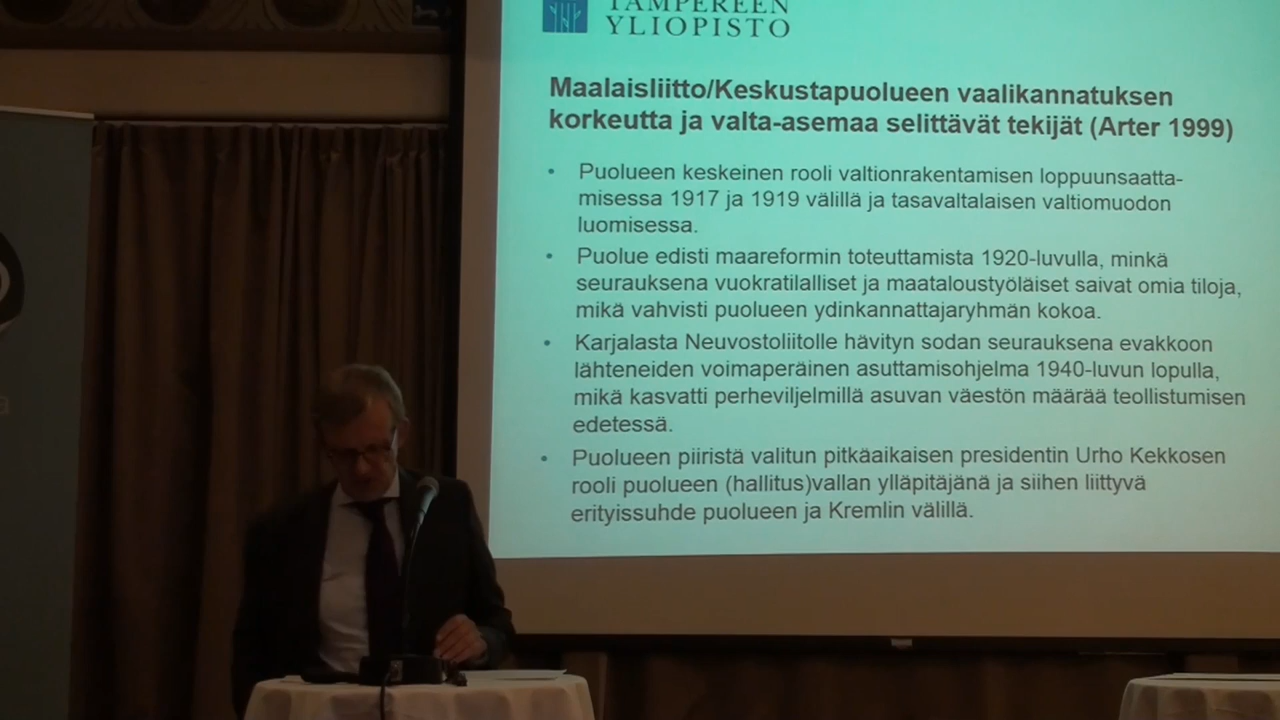 TAMPEREEN
YLIOPISTO
Maalaisliitto/Keskustapuolueen vaalikannatuksen
korkeutta ja valta-asemaa selittävät tekijät (Arter 1999)
• Puolueen keskeinen rooli valtionrakentamisen loppuunsaatta-
misessa 1917 ja 1919 välillä ja tasavaltalaisen valtiomuodon
luomisessa.
• Puolue edisti maareformin toteuttamista 1920-luvulla, minkä
seurauksena vuokratilalliset ja maataloustyöläiset saivat omia tiloja,
mikä vahvisti puolueen ydinkannattajaryhmän kokoa.
• Karjalasta Neuvostoliitolle hävityn sodan seurauksena evakkoon
lähteneiden voimaperäinen asuttamisohjelma 1940-luvun lopulla,
mikä kasvatti perheviljelmillä asuvan väestön määrää teollistumisen
edetessä.
• Puolueen piiristä valitun pitkäaikaisen presidentin Urho Kekkosen
rooli puolueen (hallitus)vallan ylläpitäjänä ja siihen liittyvä
erityissuhde puolueen ja Kremlin välillä.